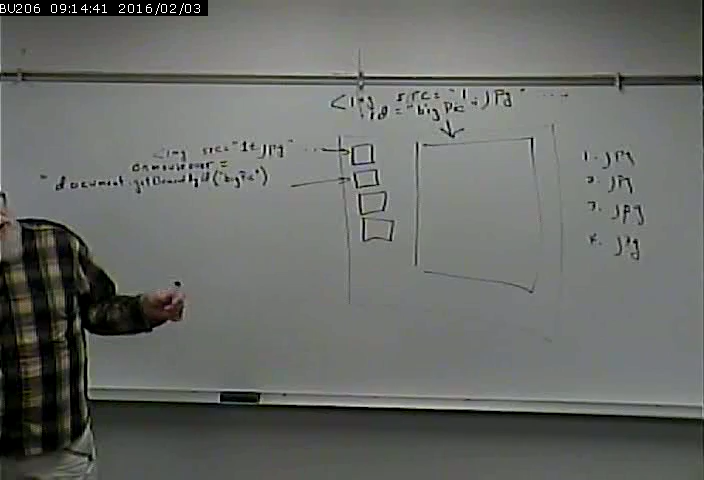 BU206 09:14:41 2016/02/03
<img src="1.jpg" ....
id="bigPic"
<img src="1t.jpg" ...
onmouseover=
"document.getElementById("bigPic")
1. jpg
2. jpg
3. jpg
4. jpg